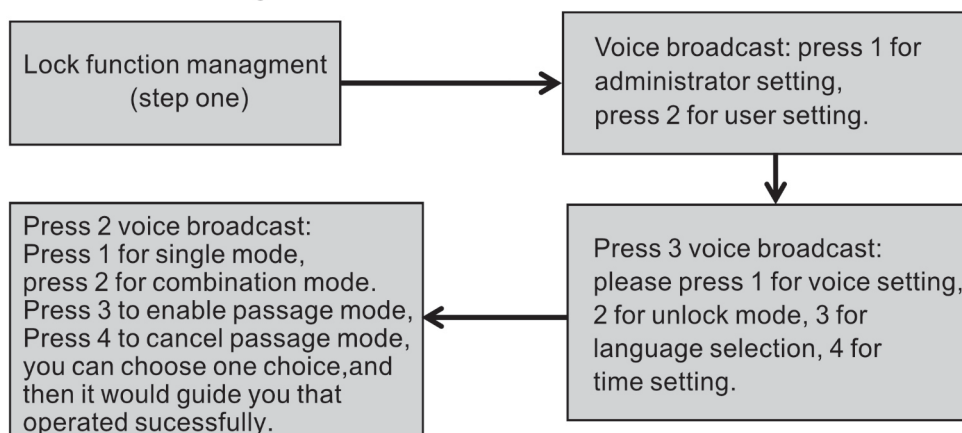 Lock function managment
(step one)
Voice broadcast: press 1 for
administrator setting,
press 2 for user setting.
Press 3 voice broadcast:
please press 1 for voice setting,
2 for unlock mode, 3 for
language selection, 4 for
time setting.
Press 2 voice broadcast:
Press 1 for single mode,
press 2 for combination mode.
Press 3 to enable passage mode,
Press 4 to cancel passage mode,
you can choose one choice,and
then it would guide you that
operated sucessfully.